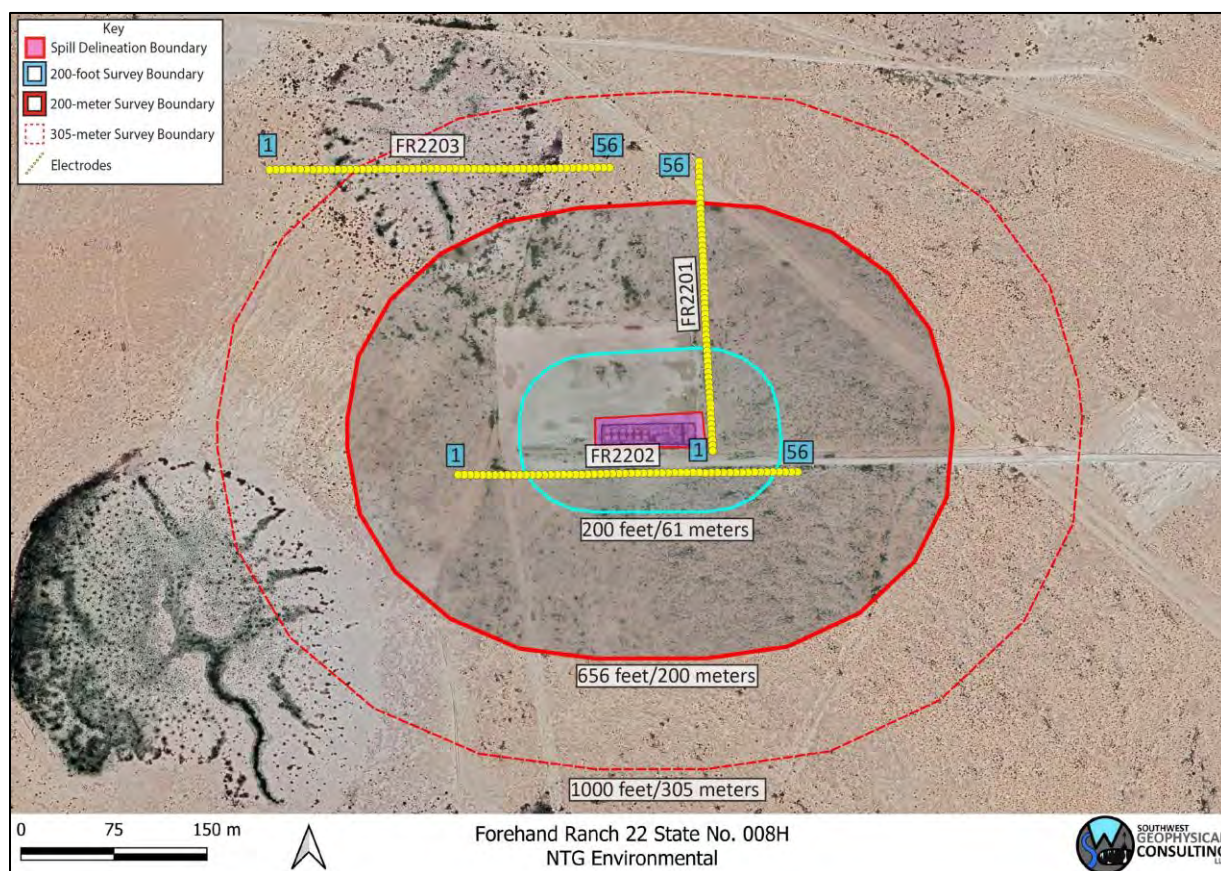 Key
Spill Delineation Boundary
200-foot Survey Boundary
200-meter Survey Boundary
305-meter Survey Boundary
Electrodes
1
FR2203
56
56
FR2201
1
FR2202
1
56
200 feet/61 meters
656 feet/200 meters
1000 feet/305 meters
0 75 150 m
Forehand Ranch 22 State No. 008H
NTG Environmental
SOUTHWEST
GEOPHYSICAL
CONSULTING